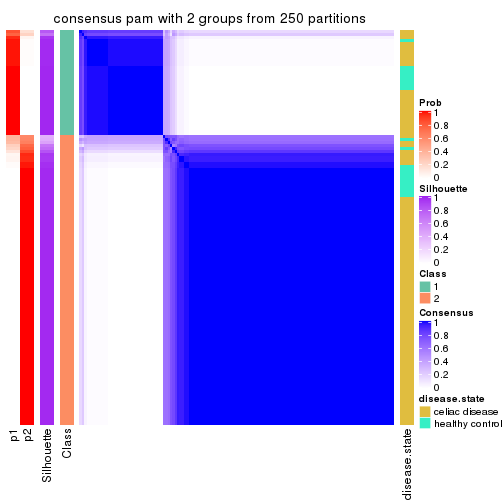 consensus pam with 2 groups from 250 partitions
Prob
1
0.8
0.6
0.4
0.2
0
Silhouette
1
0.8
0.6
0.4
0.2
0
Class
1
2
Consensus
1
0.8
0.6
0.4
0.2
0
disease.state
celiac disease
healthy control
p1
p2
Silhouette
Class
disease.state